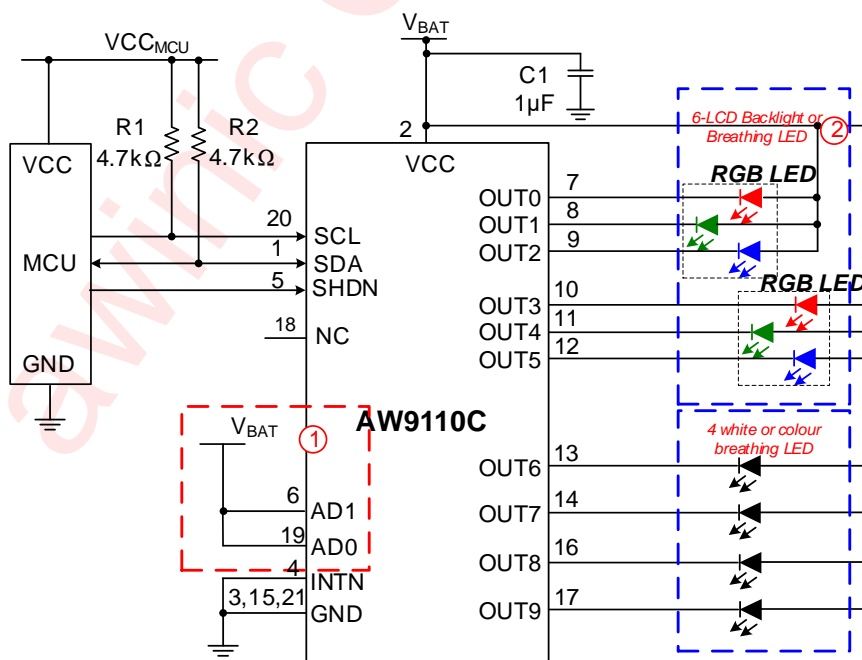 VBAT
VCCMCU
C1
1µF
R1
4.7kΩ
R2
4.7kΩ
2
VCC
VCC
6-LCD Backlight or
Breathing LED
2
RGB LED
7
OUT0
8
OUT1
9
OUT2
20
SCL
1
SDA
5
SHDN
MCU
RGB LED
10
OUT3
11
OUT4
12
OUT5
18
NC
GND
AW9110C
VBAT
1
4 white or colour
breathing LED
13
OUT6
14
OUT7
16
OUT8
17
OUT9
6
AD1
19
AD0
4
INTN
3,15,21
GND
awinic